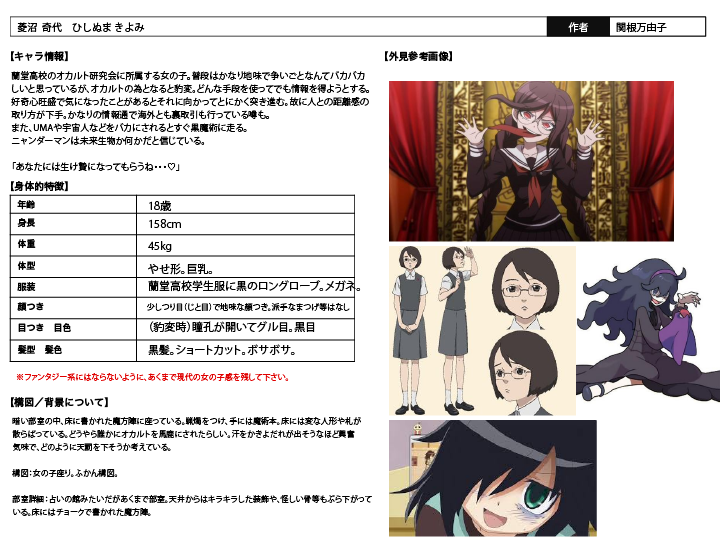 菱沼 奇代　ひしぬま きよみ
作者
関根万由子
【キャラ情報】
蘭堂高校のオカルト研究会に所属する女の子。普段はかなり地味で争いごとなんてバカバカ
しいと思っているが、オカルトの為となると豹変。どんな手段を使ってでも情報を得ようとする。
好奇心旺盛で気になったことがあるとそれに向かってとにかく突き進む。故に人との距離感の
取り方が下手。かなりの情報通で海外とも裏取引も行っている噂も。
また、UMAや宇宙人などをバカにされるとすぐ黒魔術に走る。
ニャンダーマンは未来生物か何かだと信じている。
「あなたには生け贄になってもらうね・・・♡」
【身体的特徴】
年齢　18歳
身長　158cm
体重　45kg
体型　やせ形。巨乳。
服装　蘭堂高校学生服に黒のロングローブ。メガネ。
顔つき　少しつり目（じと目）で地味な顔つき。派手なまつげ等はなし
目つき　目色　（豹変時）瞳孔が開いてグル目。黒目
髪型　髪色　黒髪。ショートカット。ボサボサ。
※ファンタジー系にはならないように、あくまで現代の女の子感を残して下さい。
【構図／背景について】
暗い部室の中、床に書かれた魔方陣に座っている。蝋燭をつけ、手には魔術本。床には変な人形や札が
散らばっている。どうやら誰かにオカルトを馬鹿にされたらしい。汗をかきよだれが出そうなほど興奮
気味で、どのように天罰を下そうか考えている。
構図：女の子座り。ふかん構図。
部室詳細：占いの館みたいだがあくまで部室。天井からはキラキラした装飾や、怪しい骨等もぶら下がって
いる。床にはチョークで書かれた魔方陣。
【外見参考画像】